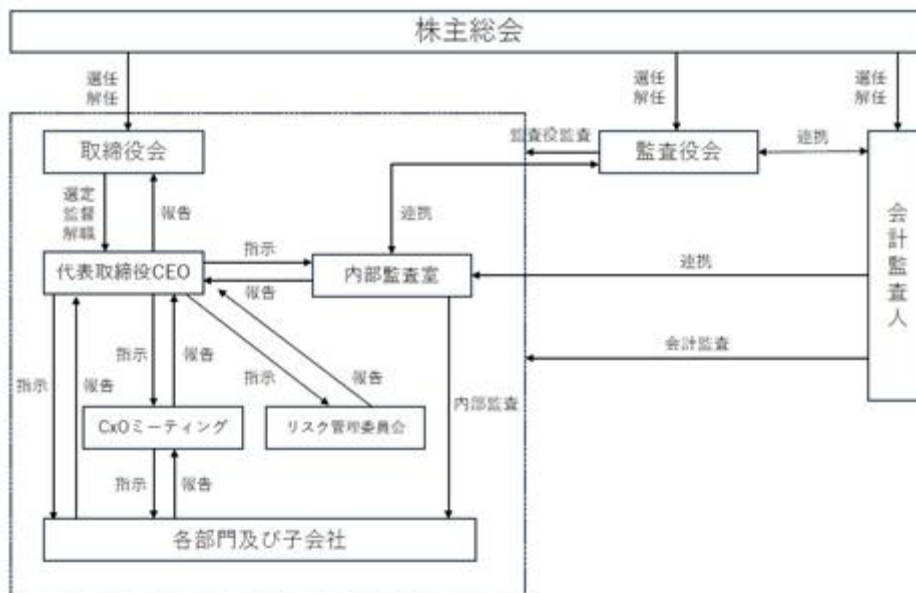 株主総会
選任
解任
選任
解任
選任
解任
取締役会
監査役監査
監査役会
連携
選定
監督
解職
報告
連携
会計監査人
代表取締役CEO
指示
報告
内部監査室
連携
会計監査
指示
報告
指示
報告
指示
報告
内部監査
CxOミーティング
リスク管理委員会
指示
報告
各部門及び子会社